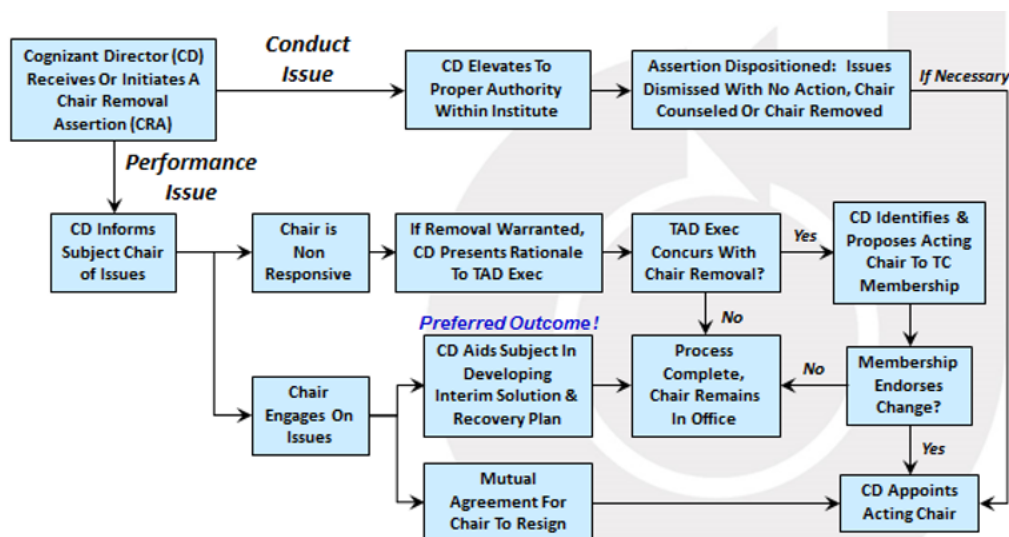 Cognizant Director (CD)
Receives Or Initiates A
Chair Removal
Assertion (CRA)
Conduct
Issue
CD Elevates To
Proper Authority
Within Institute
Assertion Dispositioned:  Issues
Dismissed With No Action, Chair
Counseled Or Chair Removed
If Necessary
Performance
Issue
CD Informs
Subject Chair
of Issues
Chair is
Non
Responsive
If Removal Warranted,
CD Presents Rationale
To TAD Exec
TAD Exec
Concurs With
Chair Removal?
Yes
CD Identifies &
Proposes Acting
Chair To TC
Membership
Preferred Outcome!
No
Chair
Engages On
Issues
CD Aids Subject In
Developing
Interim Solution &
Recovery Plan
Process
Complete,
Chair Remains
In Office
No
Membership
Endorses
Change?
Yes
Mutual
Agreement For
Chair To Resign
CD Appoints
Acting Chair